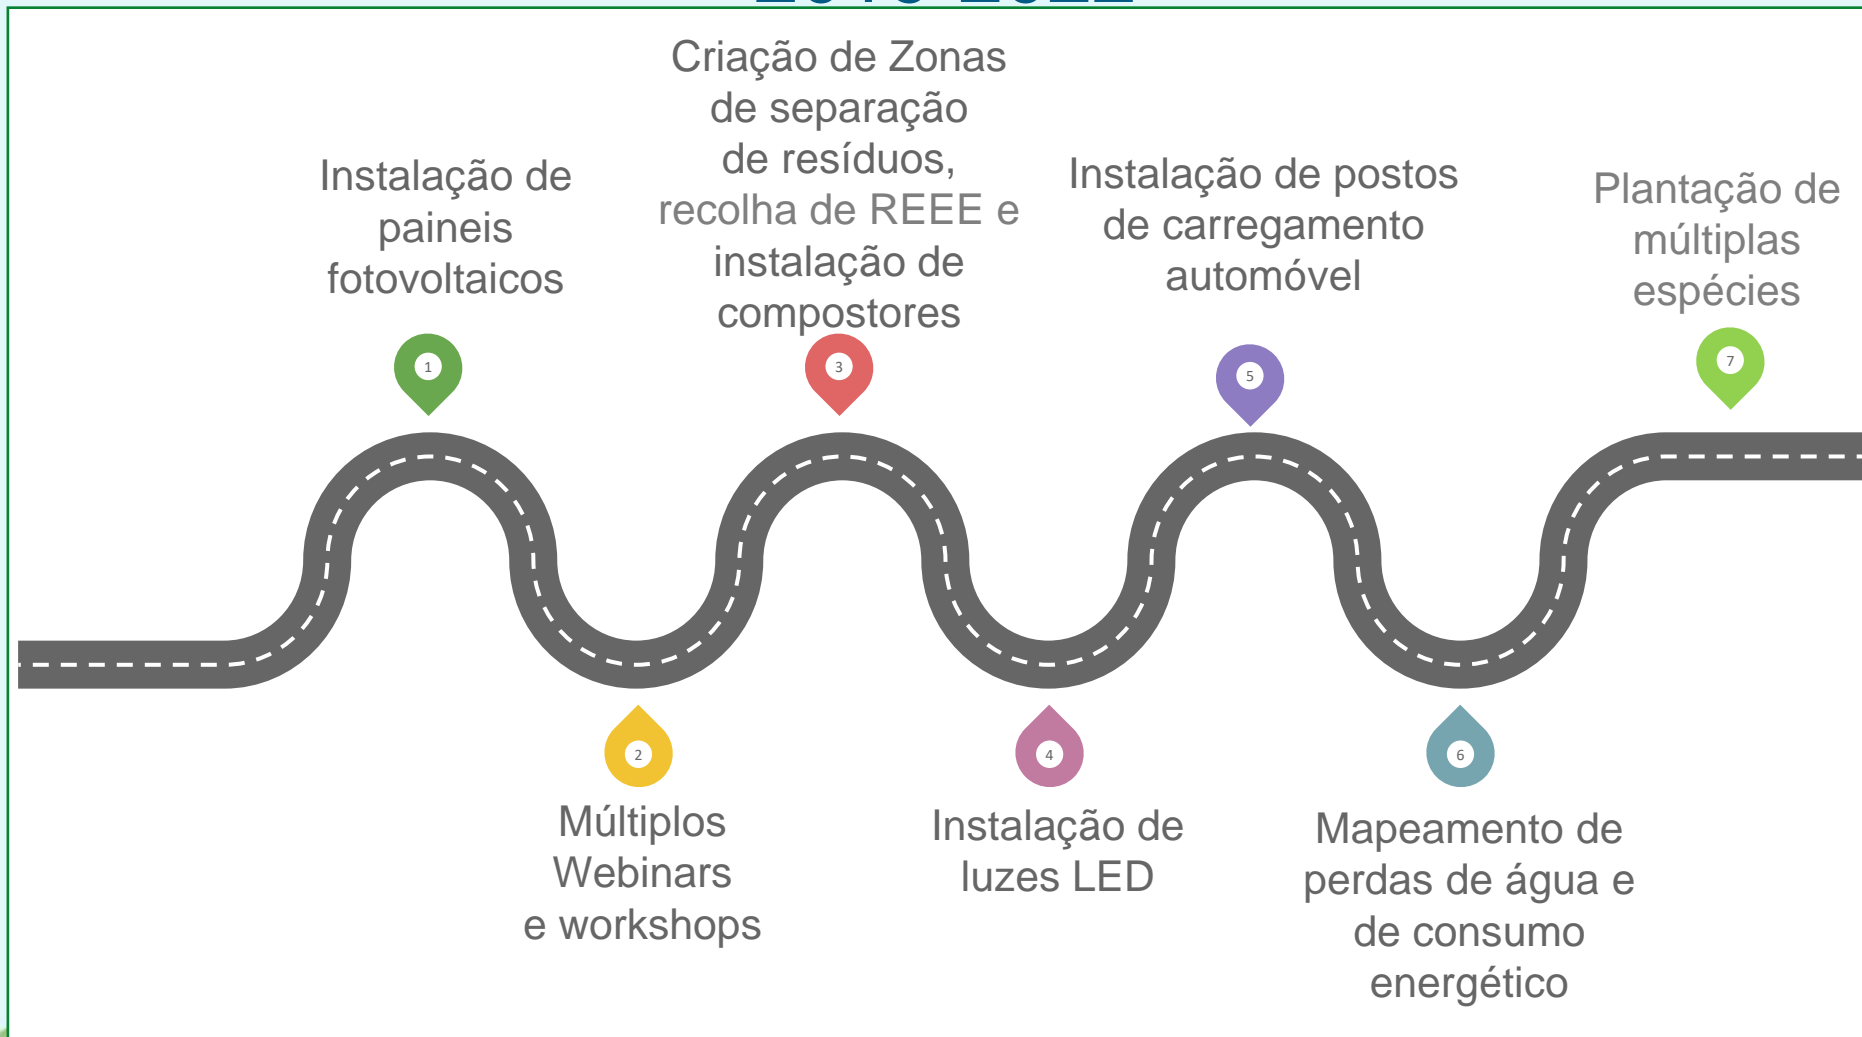 Instalação de
paineis
fotovoltaicos
1
Múltiplos
Webinars
e workshops
2
Criação de Zonas
de separação
de resíduos,
recolha de REEE e
instalação de
compostores
3
Instalação de
luzes LED
4
Instalação de postos
de carregamento
automóvel
5
Mapeamento de
perdas de água e
de consumo
energético
6
Plantação de
múltiplas
espécies
7